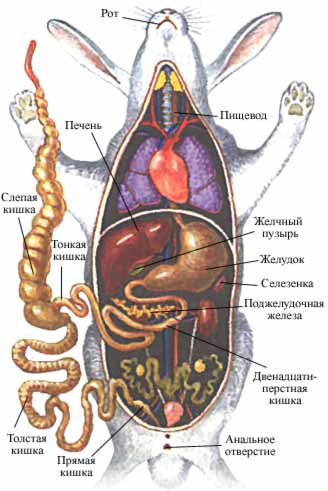 Рот
Пищевод
Печень
Слепая
кишка
Желчный
пузырь
Тонкая
кишка
Желудок
Селезенка
Поджелудочная
железа
Двенадцати-
перстная
кишка
Толстая
кишка
Прямая
кишка
Анальное
отверстие